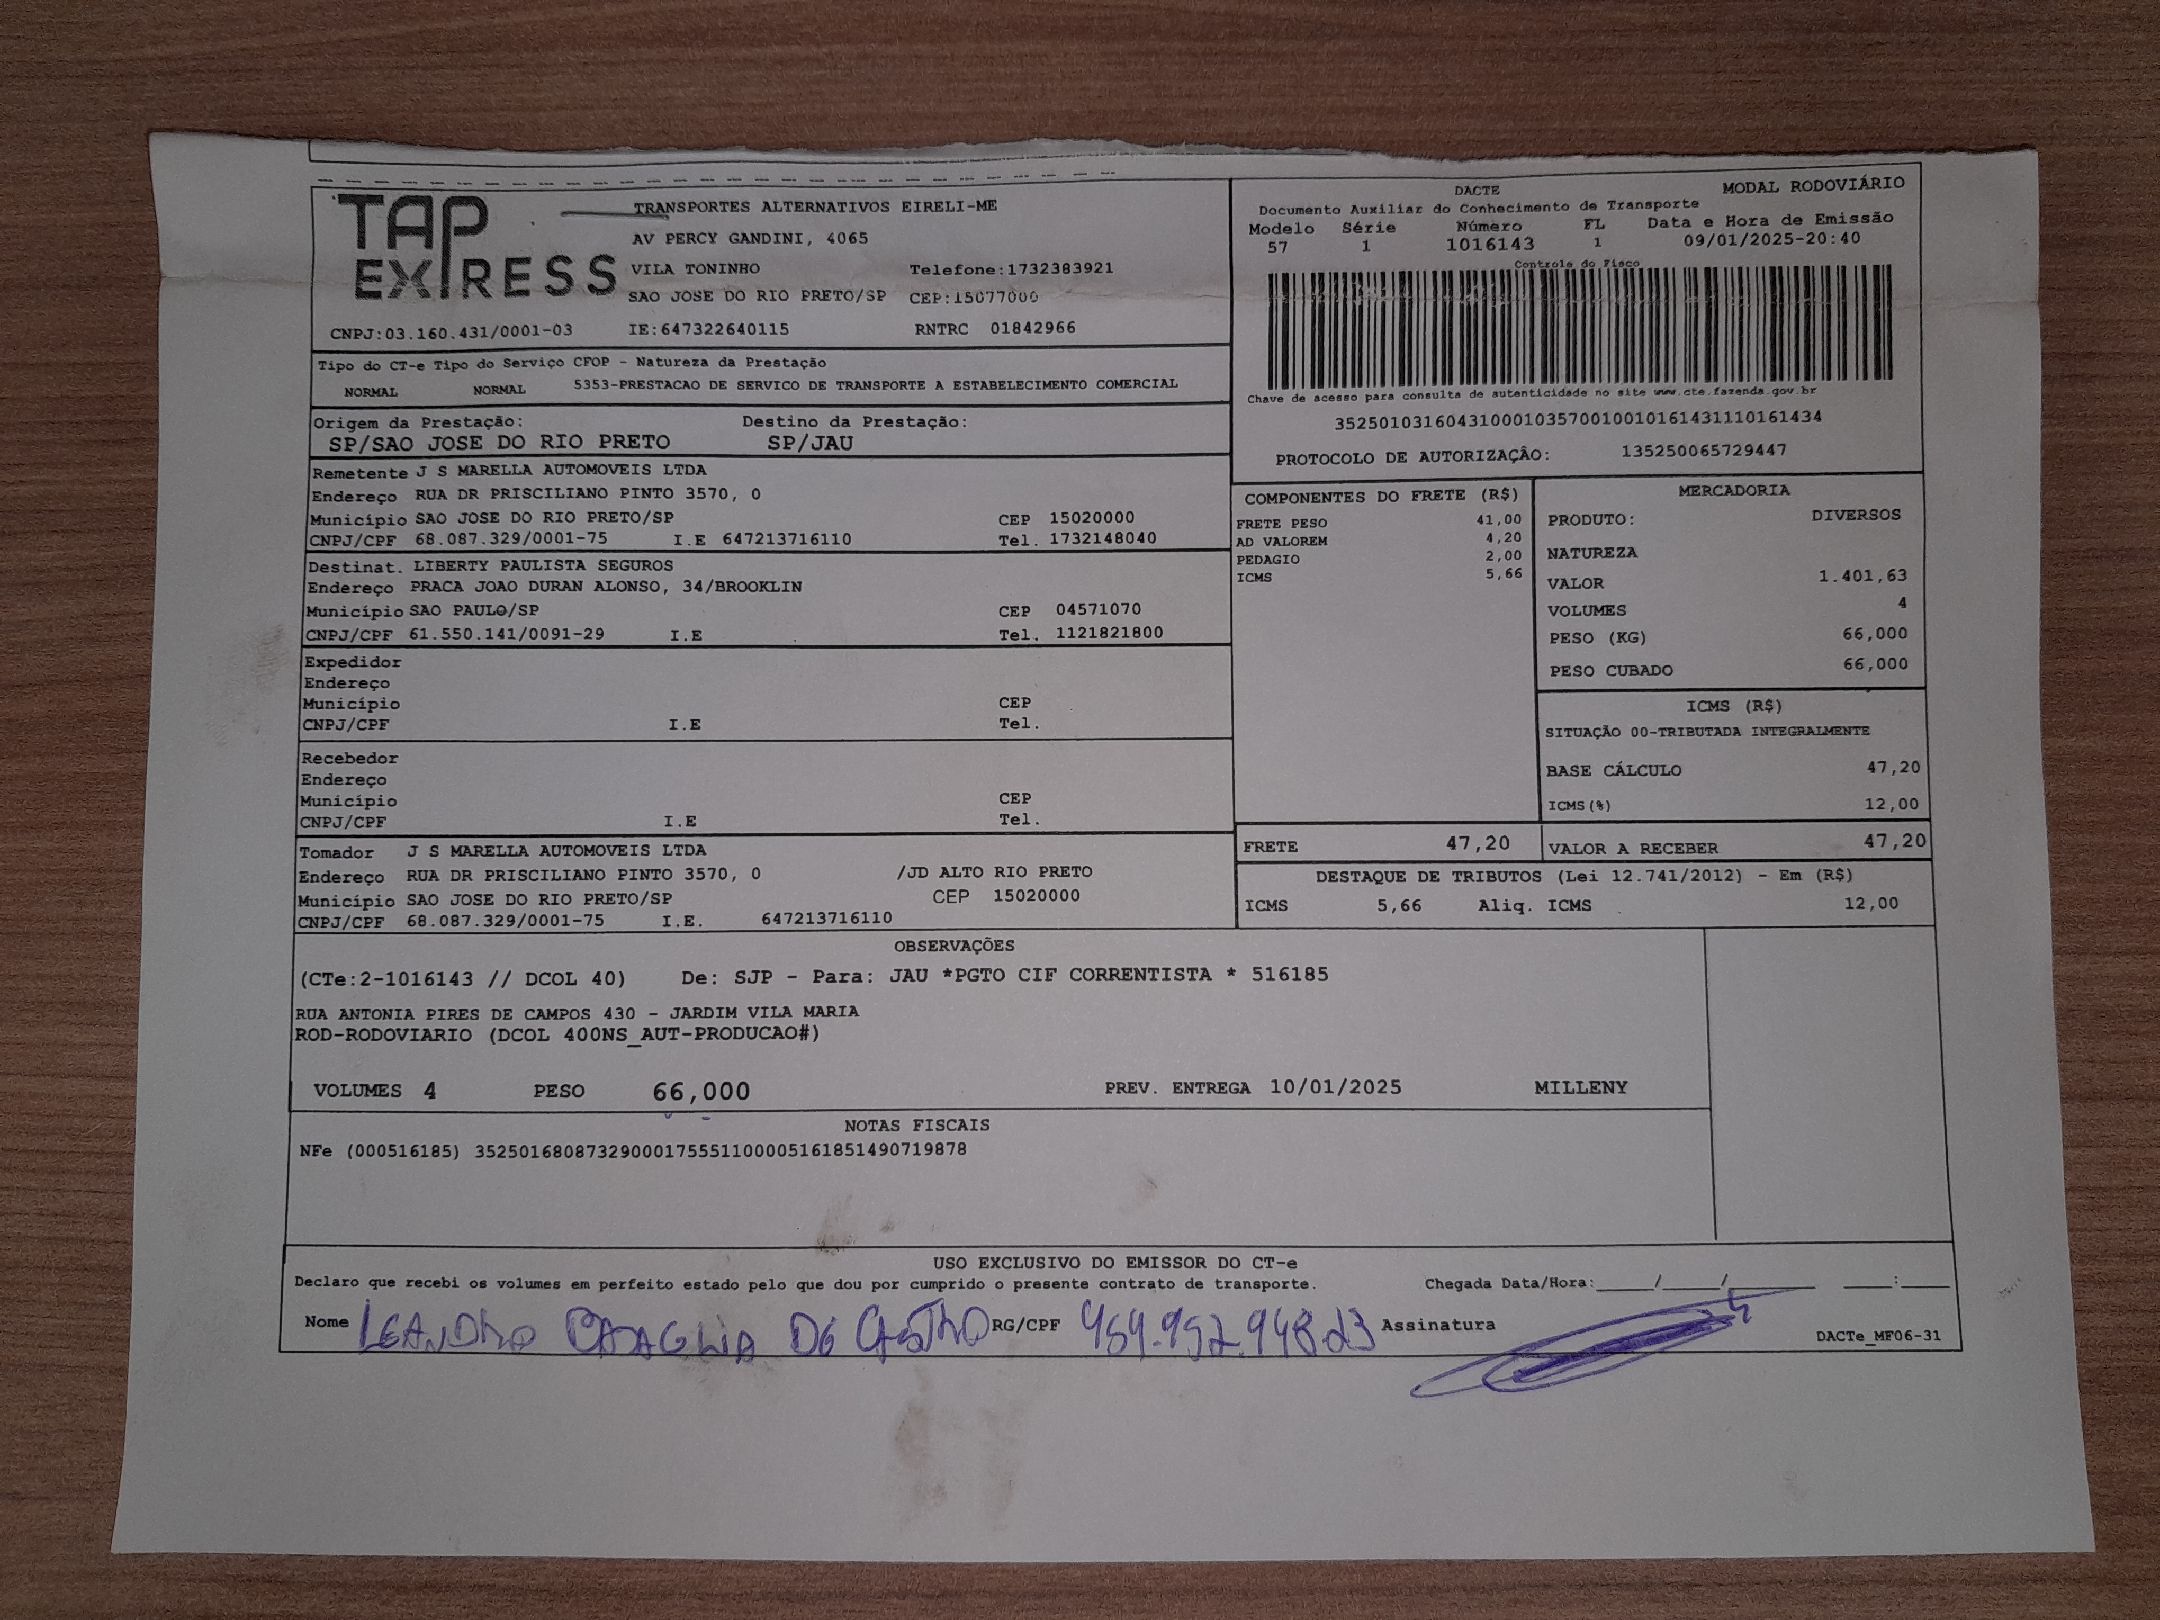 TAP EXPRESS
TRANSPORTES ALTERNATIVOS EIRELI-ME
AV PERCY GANDINI, 4065
VILA TONINHO Telefone:1732383921
SAO JOSE DO RIO PRETO/SP CEP:15077000
CNPJ:03.160.431/0001-03 IE:647322640115 RNTRC 01842966
DACTE MODAL RODOVIÁRIO
Documento Auxiliar do Conhecimento de Transporte
Modelo Série Número FL Data e Hora de Emissão
57 1 1016143 1 09/01/2025-20:40
Controle do Fisco
Chave de acesso para consulta de autenticidade no site www.cte.fazenda.gov.br
35250103160431000103570010010161431110161434
PROTOCOLO DE AUTORIZAÇÂO: 135250065729447
Tipo do CT-e Tipo do Serviço CFOP - Natureza da Prestação
NORMAL NORMAL 5353-PRESTACAO DE SERVICO DE TRANSPORTE A ESTABELECIMENTO COMERCIAL
Origem da Prestação: Destino da Prestação:
SP/SAO JOSE DO RIO PRETO SP/JAU
Remetente J S MARELLA AUTOMOVEIS LTDA
Endereço RUA DR PRISCILIANO PINTO 3570, 0
Município SAO JOSE DO RIO PRETO/SP CEP 15020000
CNPJ/CPF 68.087.329/0001-75 I.E 647213716110 Tel. 1732148040
Destinat. LIBERTY PAULISTA SEGUROS
Endereço PRACA JOAO DURAN ALONSO, 34/BROOKLIN
Município SAO PAULO/SP CEP 04571070
CNPJ/CPF 61.550.141/0091-29 I.E Tel. 1121821800
Expedidor
Endereço
Município CEP
CNPJ/CPF I.E Tel.
Recebedor
Endereço
Município CEP
CNPJ/CPF I.E Tel.
Tomador J S MARELLA AUTOMOVEIS LTDA
Endereço RUA DR PRISCILIANO PINTO 3570, 0 /JD ALTO RIO PRETO
Município SAO JOSE DO RIO PRETO/SP CEP 15020000
CNPJ/CPF 68.087.329/0001-75 I.E. 647213716110
COMPONENTES DO FRETE (R$)
FRETE PESO 41,00
AD VALOREM 4,20
PEDAGIO 2,00
ICMS 5,66
MERCADORIA
PRODUTO: DIVERSOS
NATUREZA
VALOR 1.401,63
VOLUMES 4
PESO (KG) 66,000
PESO CUBADO 66,000
ICMS (R$)
SITUAÇÃO 00-TRIBUTADA INTEGRALMENTE
BASE CÁLCULO 47,20
ICMS(%) 12,00
FRETE 47,20 VALOR A RECEBER 47,20
DESTAQUE DE TRIBUTOS (Lei 12.741/2012) - Em (R$)
ICMS 5,66 Aliq. ICMS 12,00
OBSERVAÇÕES
(CTe:2-1016143 // DCOL 40) De: SJP - Para: JAU *PGTO CIF CORRENTISTA * 516185
RUA ANTONIA PIRES DE CAMPOS 430 - JARDIM VILA MARIA
ROD-RODOVIARIO (DCOL 400NS_AUT-PRODUCAO#)
VOLUMES 4 PESO 66,000 PREV. ENTREGA 10/01/2025 MILLENY
NOTAS FISCAIS
NFe (000516185) 35250168087329000175551100005161851490719878
USO EXCLUSIVO DO EMISSOR DO CT-e
Declaro que recebi os volumes em perfeito estado pelo que dou por cumprido o presente contrato de transporte. Chegada Data/Hora:____/____/______ ____:____
Nome LEANDRO DE RG/CPF Assinatura
DACTe_MF06-31